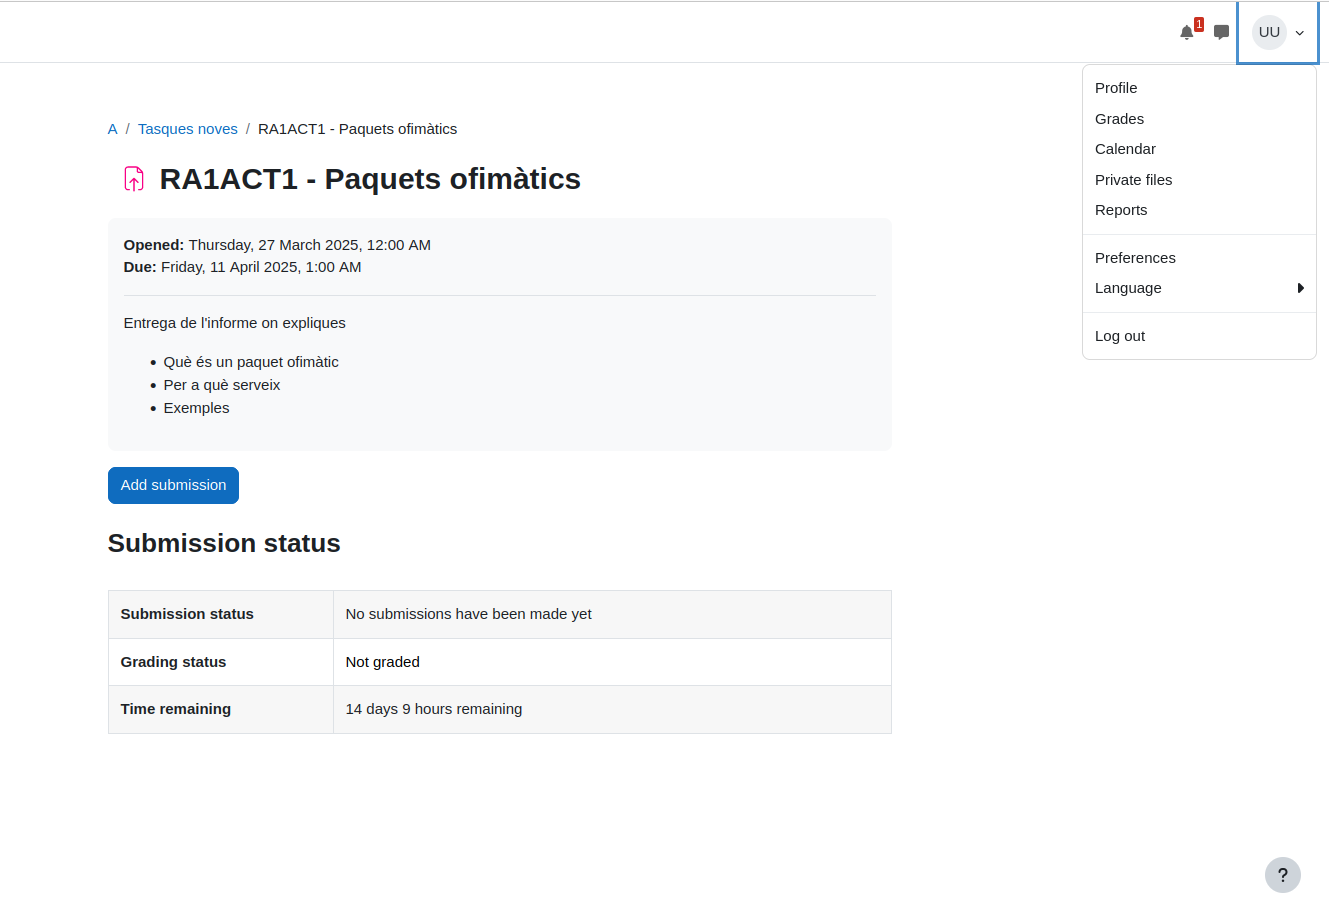 1
UU
Profile
Grades
Calendar
Private files
Reports
Preferences
Language
Log out
A / Tasques noves / RA1ACT1 - Paquets ofimàtics
RA1ACT1 - Paquets ofimàtics
Opened: Thursday, 27 March 2025, 12:00 AM
Due: Friday, 11 April 2025, 1:00 AM
Entrega de l'informe on expliques
• Què és un paquet ofimàtic
• Per a què serveix
• Exemples
Add submission
Submission status
Submission status No submissions have been made yet
Grading status Not graded
Time remaining 14 days 9 hours remaining
?